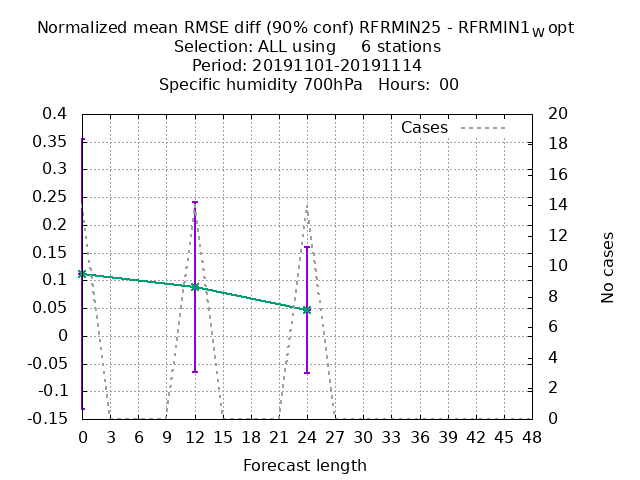 Normalized mean RMSE diff (90% conf) RFRMIN25 - RFRMIN1w opt
Selection: ALL using 6 stations
Period: 20191101-20191114
Specific humidity 700hPa Hours: 00
Cases
0.4
0.35
0.3
0.25
0.2
0.15
0.1
0.05
0
-0.05
-0.1
-0.15
20
18
16
14
12
10
8
6
4
2
0
No cases
0 3 6 9 12 15 18 21 24 27 30 33 36 39 42 45 48
Forecast length